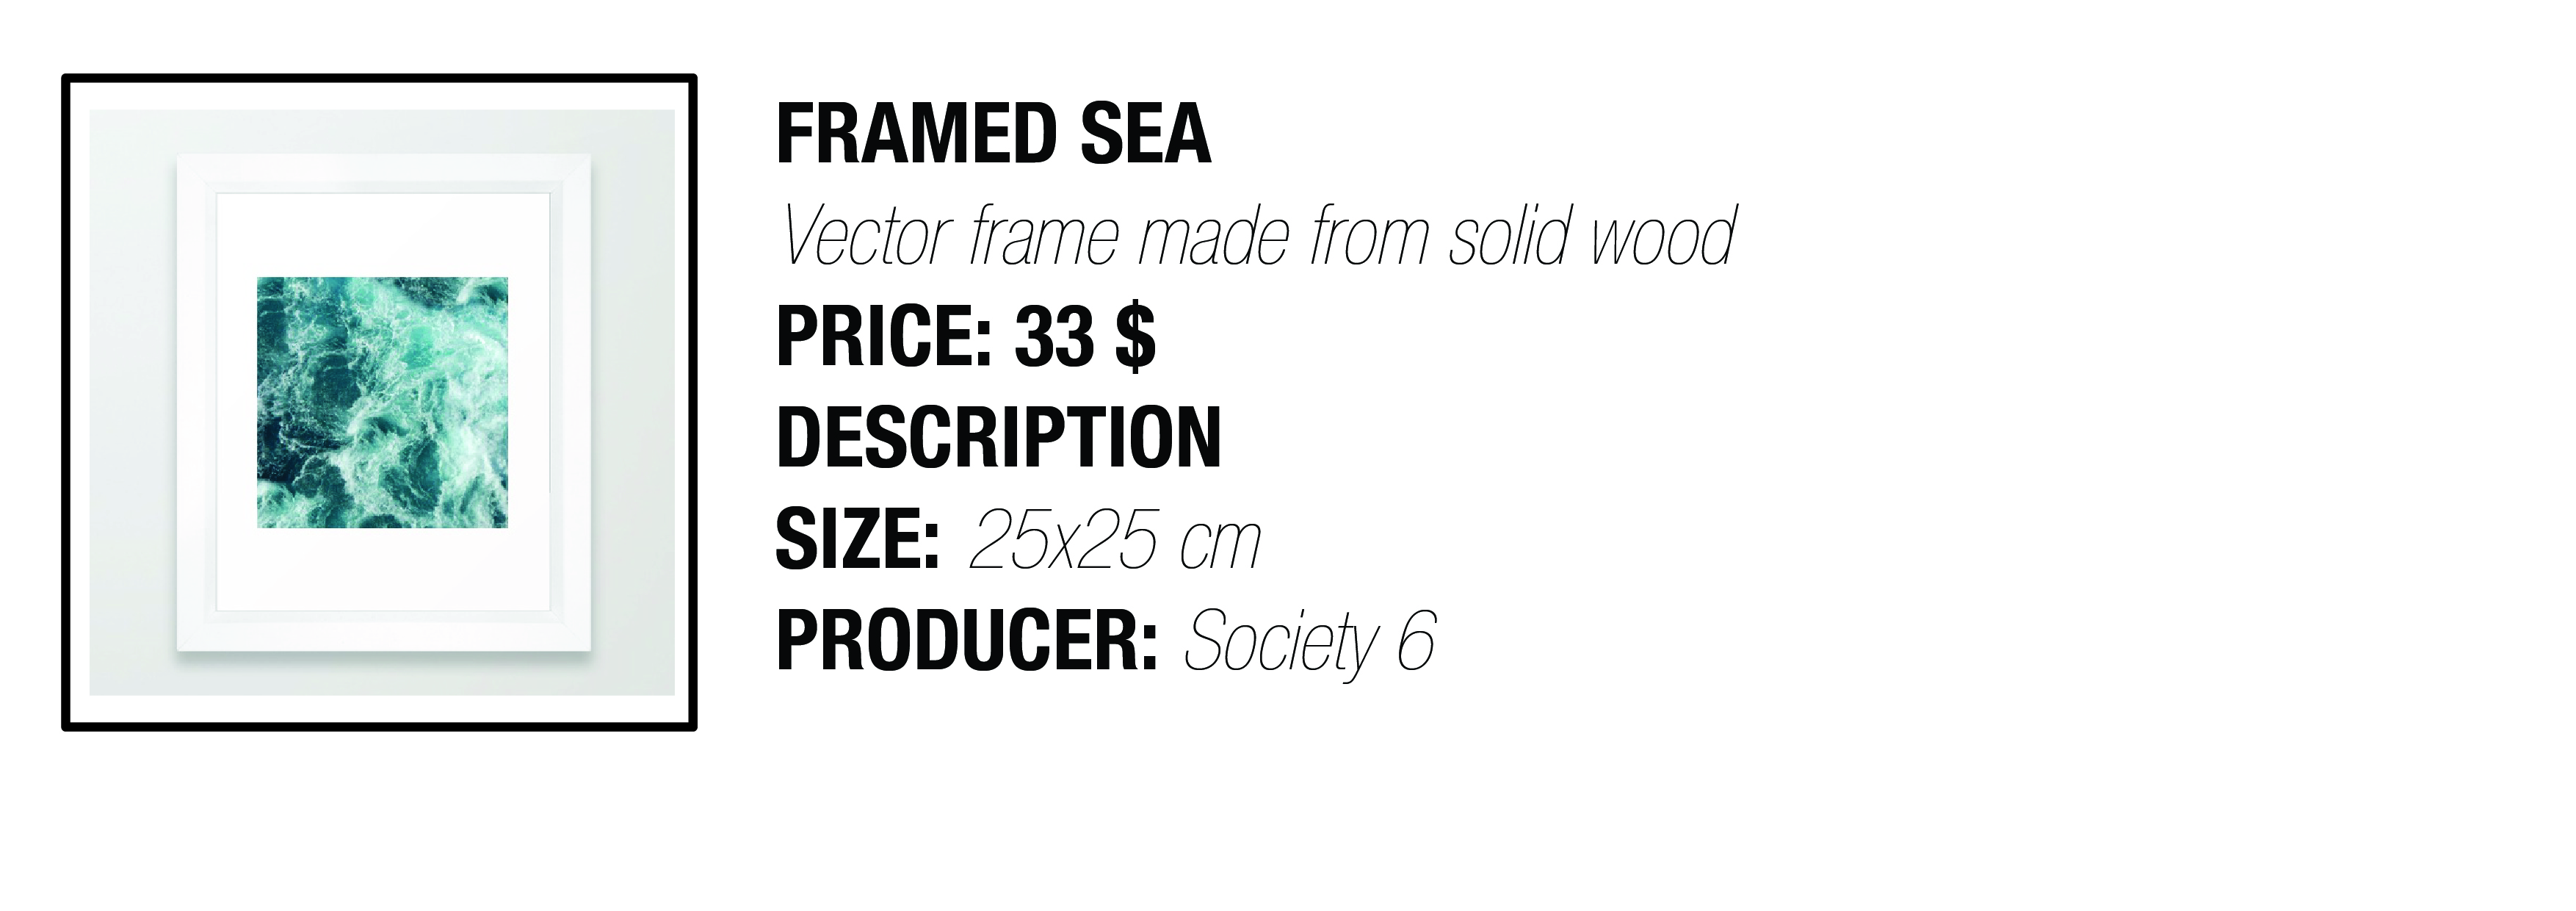 FRAMED SEA
Vector frame made from solid wood
PRICE: 33 $
DESCRIPTION
SIZE: 25x25 cm
PRODUCER: Society 6